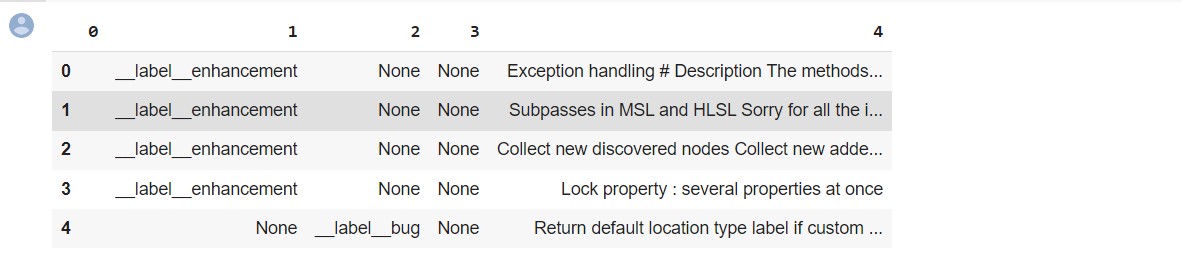 0 1 2 3 4
0 __label__enhancement None None Exception handling # Description The methods...
1 __label__enhancement None None Subpasses in MSL and HLSL Sorry for all the i...
2 __label__enhancement None None Collect new discovered nodes Collect new adde...
3 __label__enhancement None None Lock property : several properties at once
4 None __label__bug None Return default location type label if custom ...